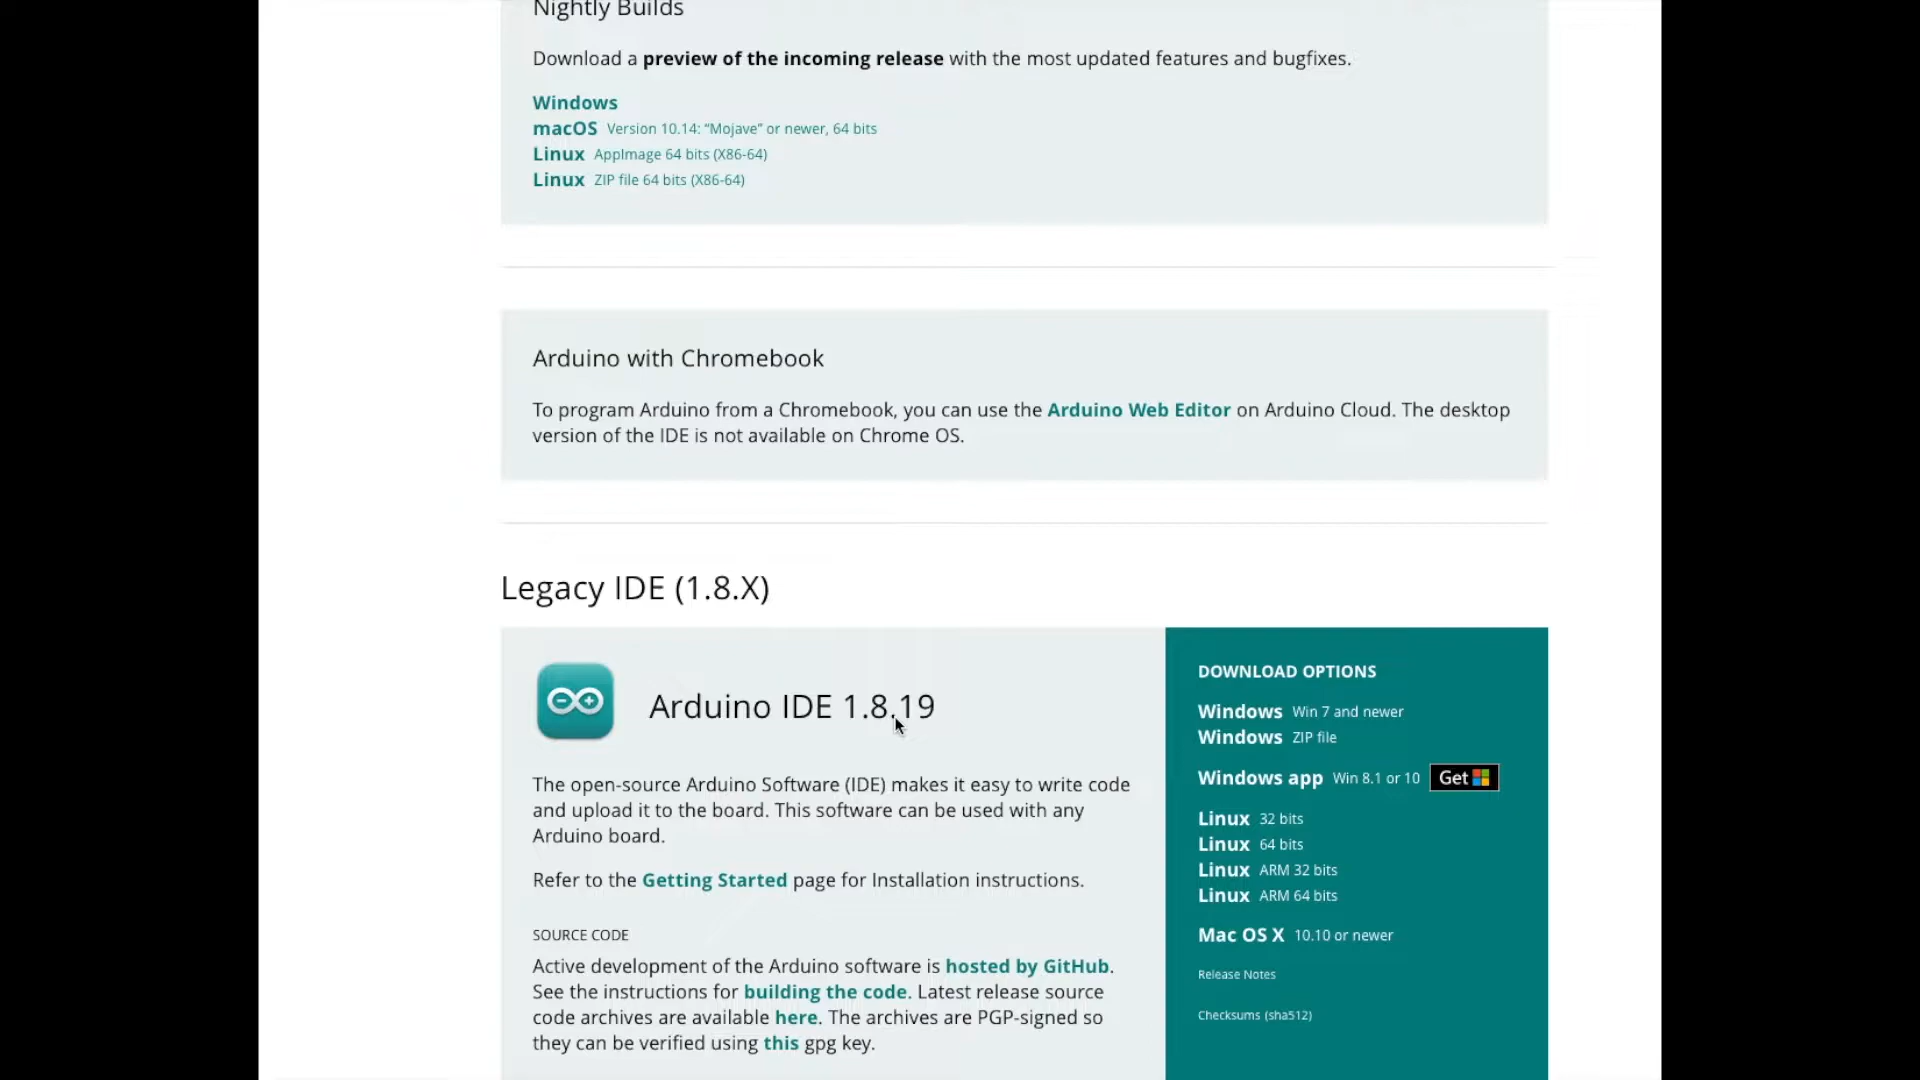 Nightly Builds
Download a preview of the incoming release with the most updated features and bugfixes.
Windows
macOS Version 10.14: “Mojave” or newer, 64 bits
Linux AppImage 64 bits (X86-64)
Linux ZIP file 64 bits (X86-64)
Arduino with Chromebook
To program Arduino from a Chromebook, you can use the Arduino Web Editor on Arduino Cloud. The desktop
version of the IDE is not available on Chrome OS.
Legacy IDE (1.8.X)
Arduino IDE 1.8.19
The open-source Arduino Software (IDE) makes it easy to write code
and upload it to the board. This software can be used with any
Arduino board.
Refer to the Getting Started page for Installation instructions.
SOURCE CODE
Active development of the Arduino software is hosted by GitHub.
See the instructions for building the code. Latest release source
code archives are available here. The archives are PGP-signed so
they can be verified using this gpg key.
DOWNLOAD OPTIONS
Windows Win 7 and newer
Windows ZIP file
Windows app Win 8.1 or 10 Get
Linux 32 bits
Linux 64 bits
Linux ARM 32 bits
Linux ARM 64 bits
Mac OS X 10.10 or newer
Release Notes
Checksums (sha512)